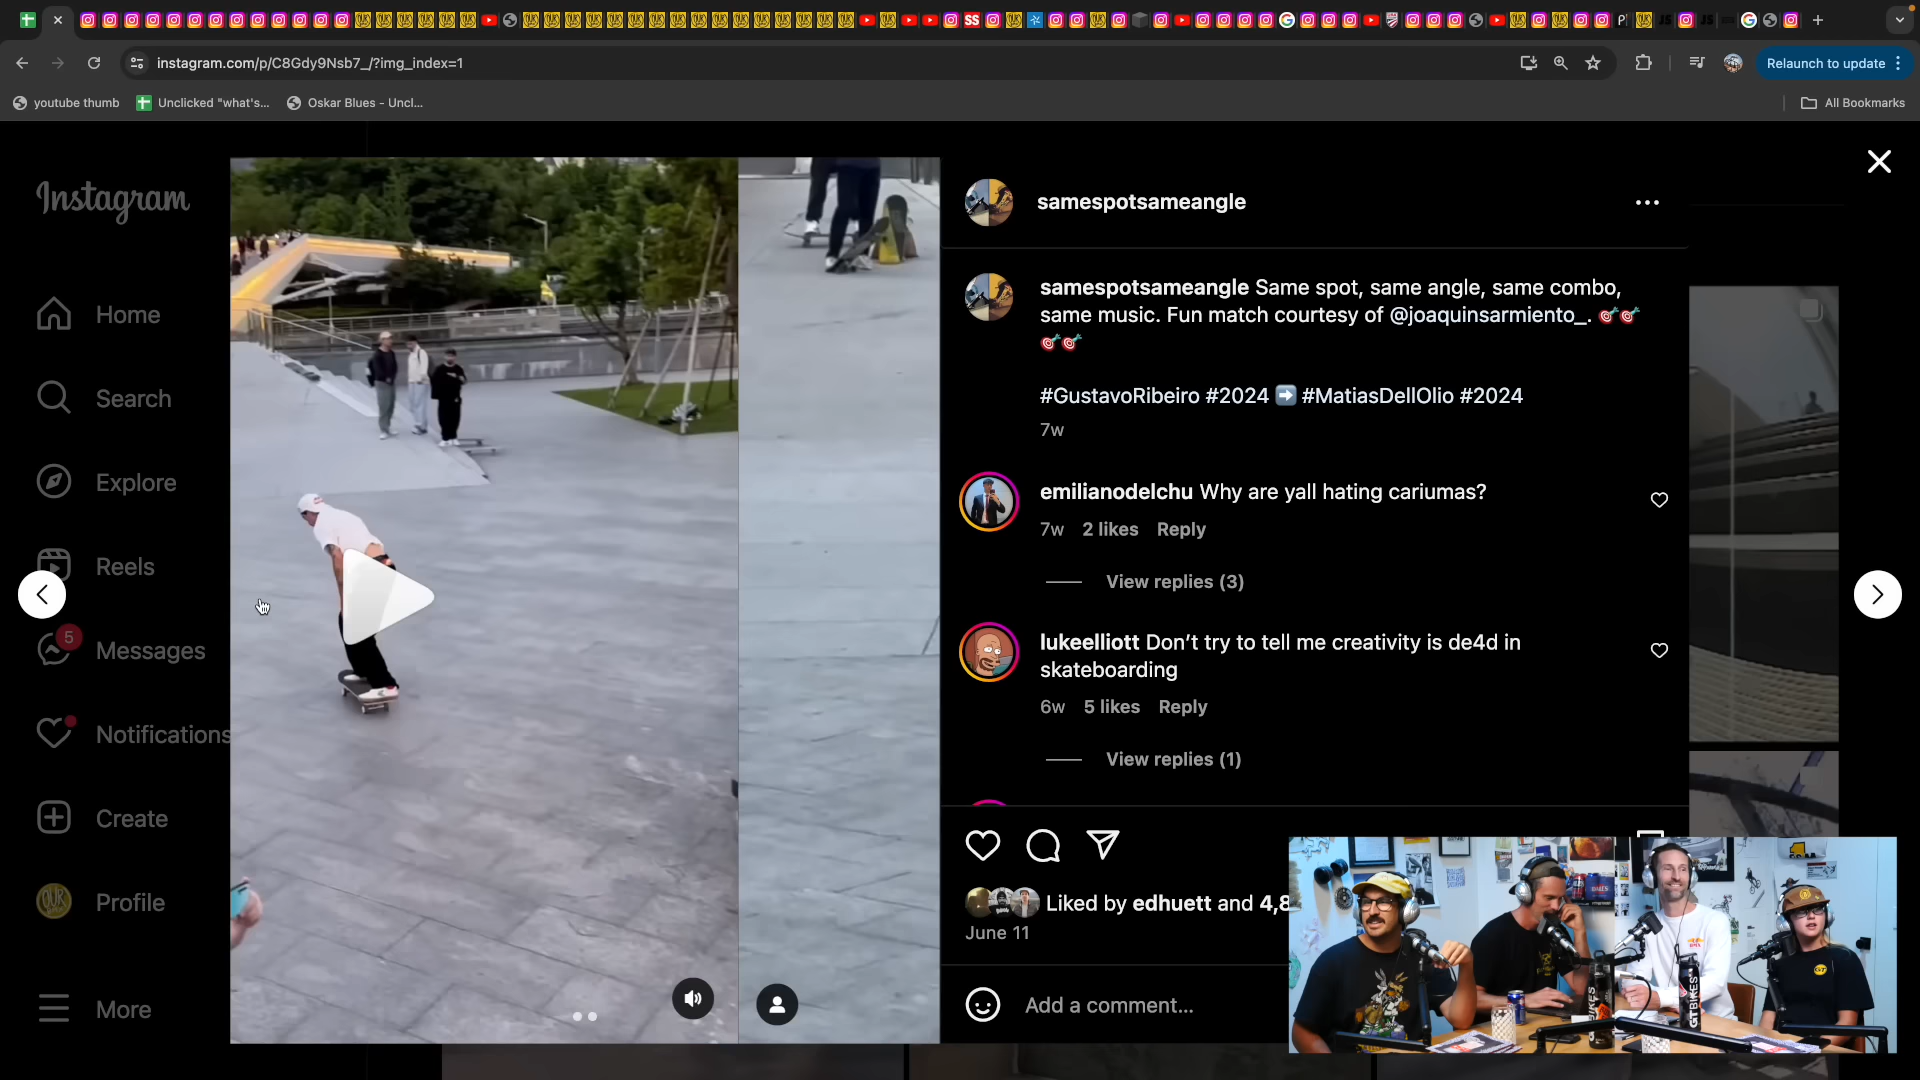 instagram.com/p/C8Gdy9Nsb7_/?img_index=1
Relaunch to update
youtube thumb
Unclicked "what's...
Oskar Blues - Uncl...
All Bookmarks
Instagram
Home
Search
Explore
Reels
5
Messages
Notifications
Create
Profile
More
samespotsameangle
samespotsameangle Same spot, same angle, same combo,
same music. Fun match courtesy of @joaquinsarmiento_.
#GustavoRibeiro #2024 ➡️ #MatiasDellOlio #2024
7w
emilianodelchu Why are yall hating cariumas?
7w 2 likes Reply
View replies (3)
lukeelliott Don’t try to tell me creativity is de4d in
skateboarding
6w 5 likes Reply
View replies (1)
Liked by edhuett and 4,8
June 11
Add a comment...
GTBIKES